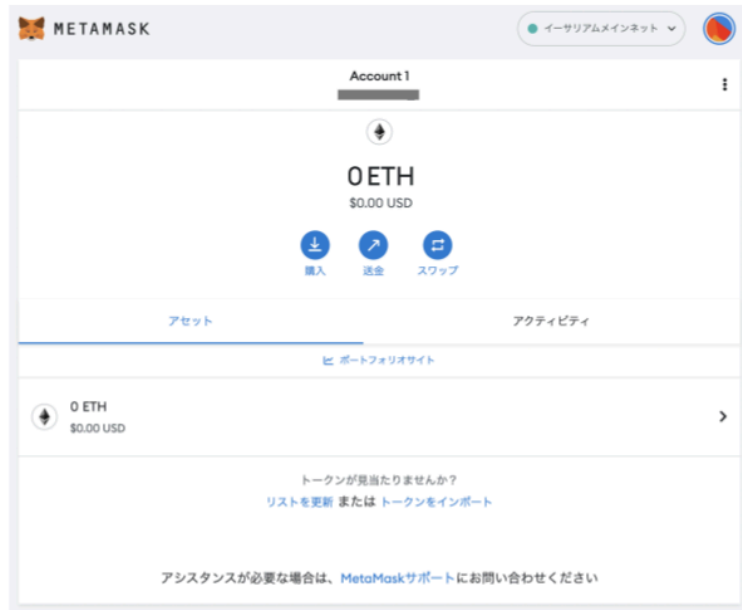 METAMASK
イーサリアムメインネット
Account 1
0 ETH
$0.00 USD
購入
送金
スワップ
アセット
アクティビティ
ポートフォリオサイト
0 ETH
$0.00 USD
トークンが見当たりませんか？
リストを更新 または トークンをインポート
アシスタンスが必要な場合は、MetaMaskサポートにお問い合わせください